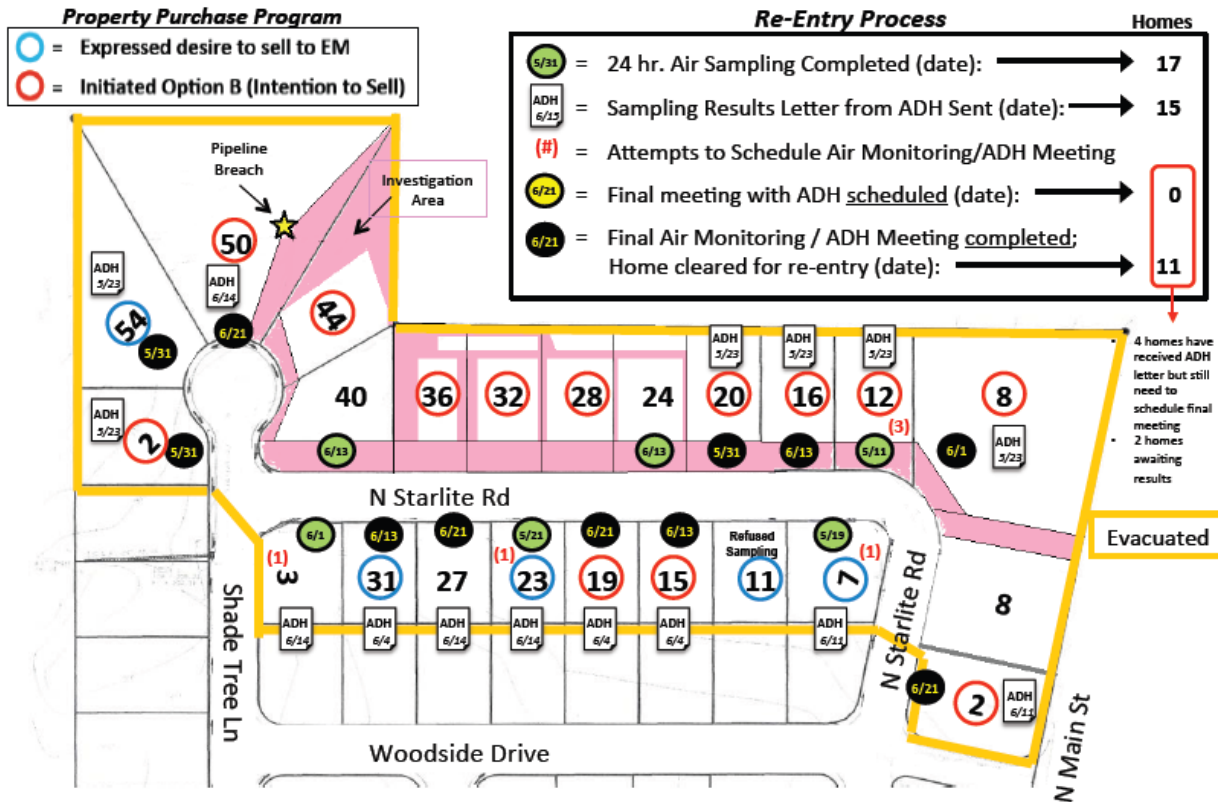 Property Purchase Program
= Expressed desire to sell to EM
= Initiated Option B (Intention to Sell)
Re-Entry Process
Homes
5/31 = 24 hr. Air Sampling Completed (date): 17
ADH
6/15
= Sampling Results Letter from ADH Sent (date): 15
(#) = Attempts to Schedule Air Monitoring/ADH Meeting
6/21 = Final meeting with ADH scheduled (date): 0
6/21 = Final Air Monitoring / ADH Meeting completed;
Home cleared for re-entry (date): 11
• 4 homes have
received ADH
letter but still
need to
schedule final
meeting
• 2 homes
awaiting
results
Evacuated
Pipeline
Breach
Investigation
Area
50
ADH
6/14
6/21
ADH
5/23
54
5/31
ADH
5/23
2
5/31
44
40
6/13
36
32
28
24
6/13
ADH
5/23
20
5/31
ADH
5/23
16
6/13
ADH
5/23
12
(3)
5/11
8
6/1
ADH
5/23
N Starlite Rd
6/1
(1)
3
ADH
6/14
6/13
31
ADH
6/4
6/21
27
ADH
6/14
5/21
(1)
23
ADH
6/14
6/21
19
ADH
6/4
6/13
15
ADH
6/4
Refused
Sampling
11
5/19
(1)
7
ADH
6/11
N Starlite Rd
8
6/21
2
ADH
6/11
Shade Tree Ln
Woodside Drive
N Main St